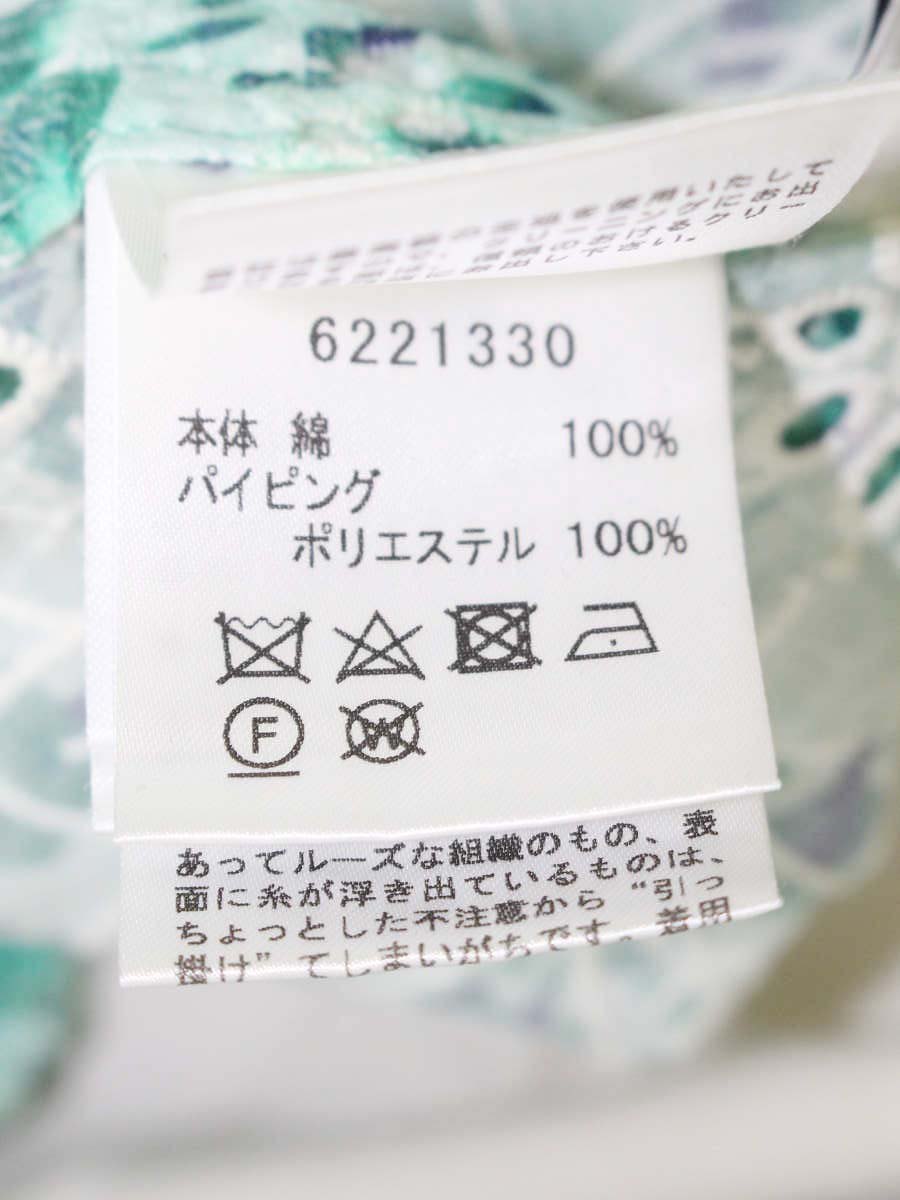 6221330
本体 綿 100%
パイピング
ポリエステル 100%
F
W
あってルーズな組織のもの、表
面に糸が浮き出ているものは、
ちょっとした不注意から“引っ
掛け”てしまいがちです。着用